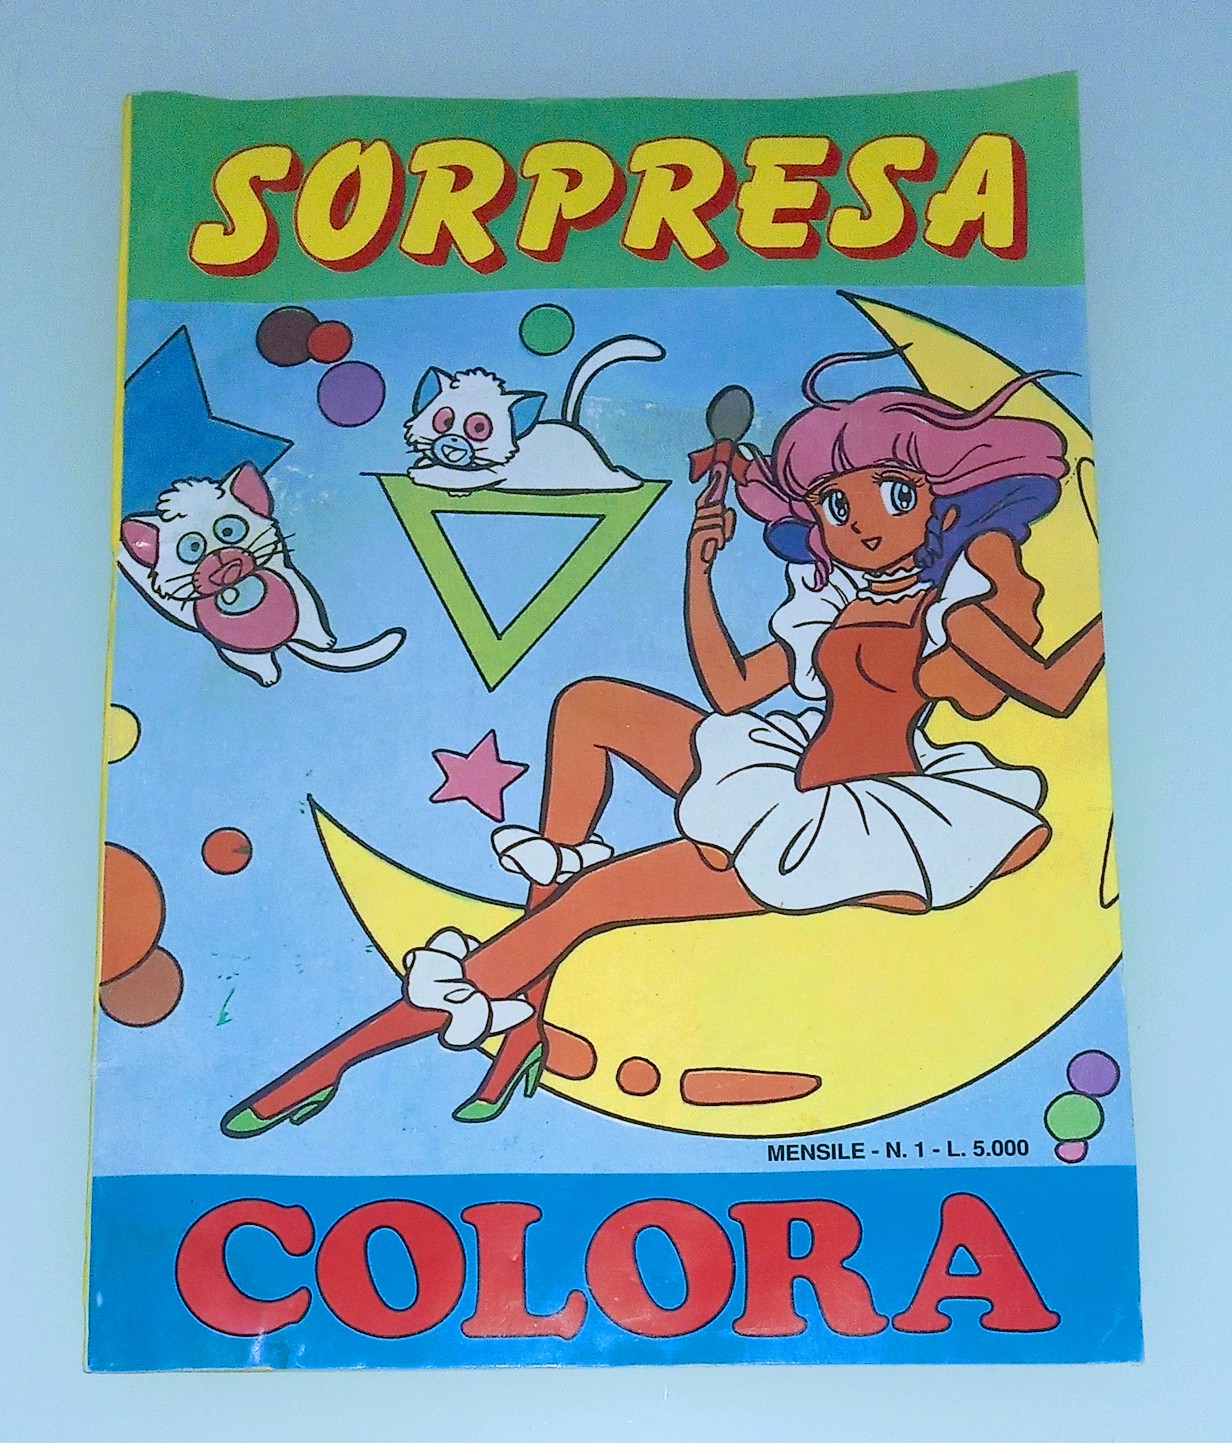 SORPRESA
MENSILE - N. 1 - L. 5.000
COLORA